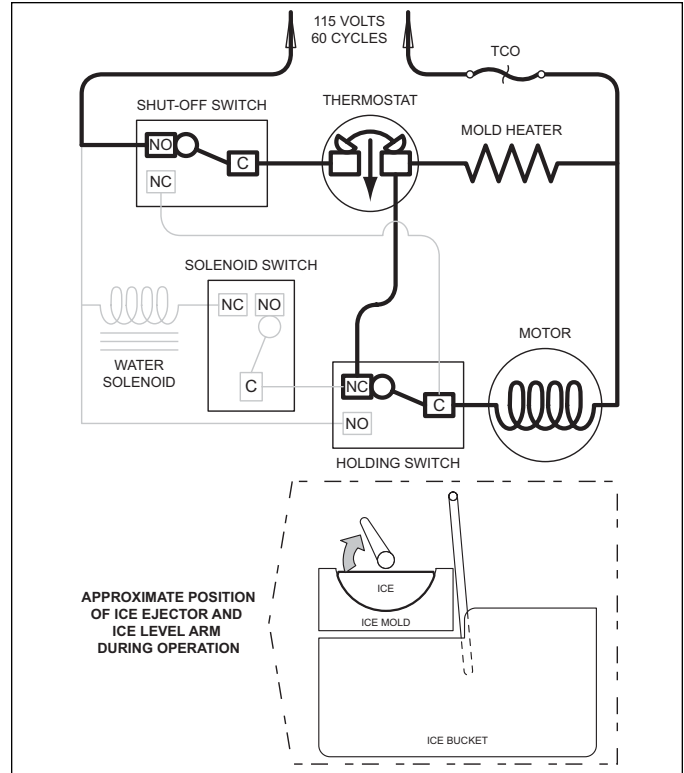 115 VOLTS
60 CYCLES
TCO
SHUT-OFF SWITCH
THERMOSTAT
MOLD HEATER
NO
C
NC
SOLENOID SWITCH
NC
NO
C
WATER
SOLENOID
MOTOR
NC
C
NO
HOLDING SWITCH
APPROXIMATE POSITION
OF ICE EJECTOR AND
ICE LEVEL ARM
DURING OPERATION
ICE
ICE MOLD
ICE BUCKET